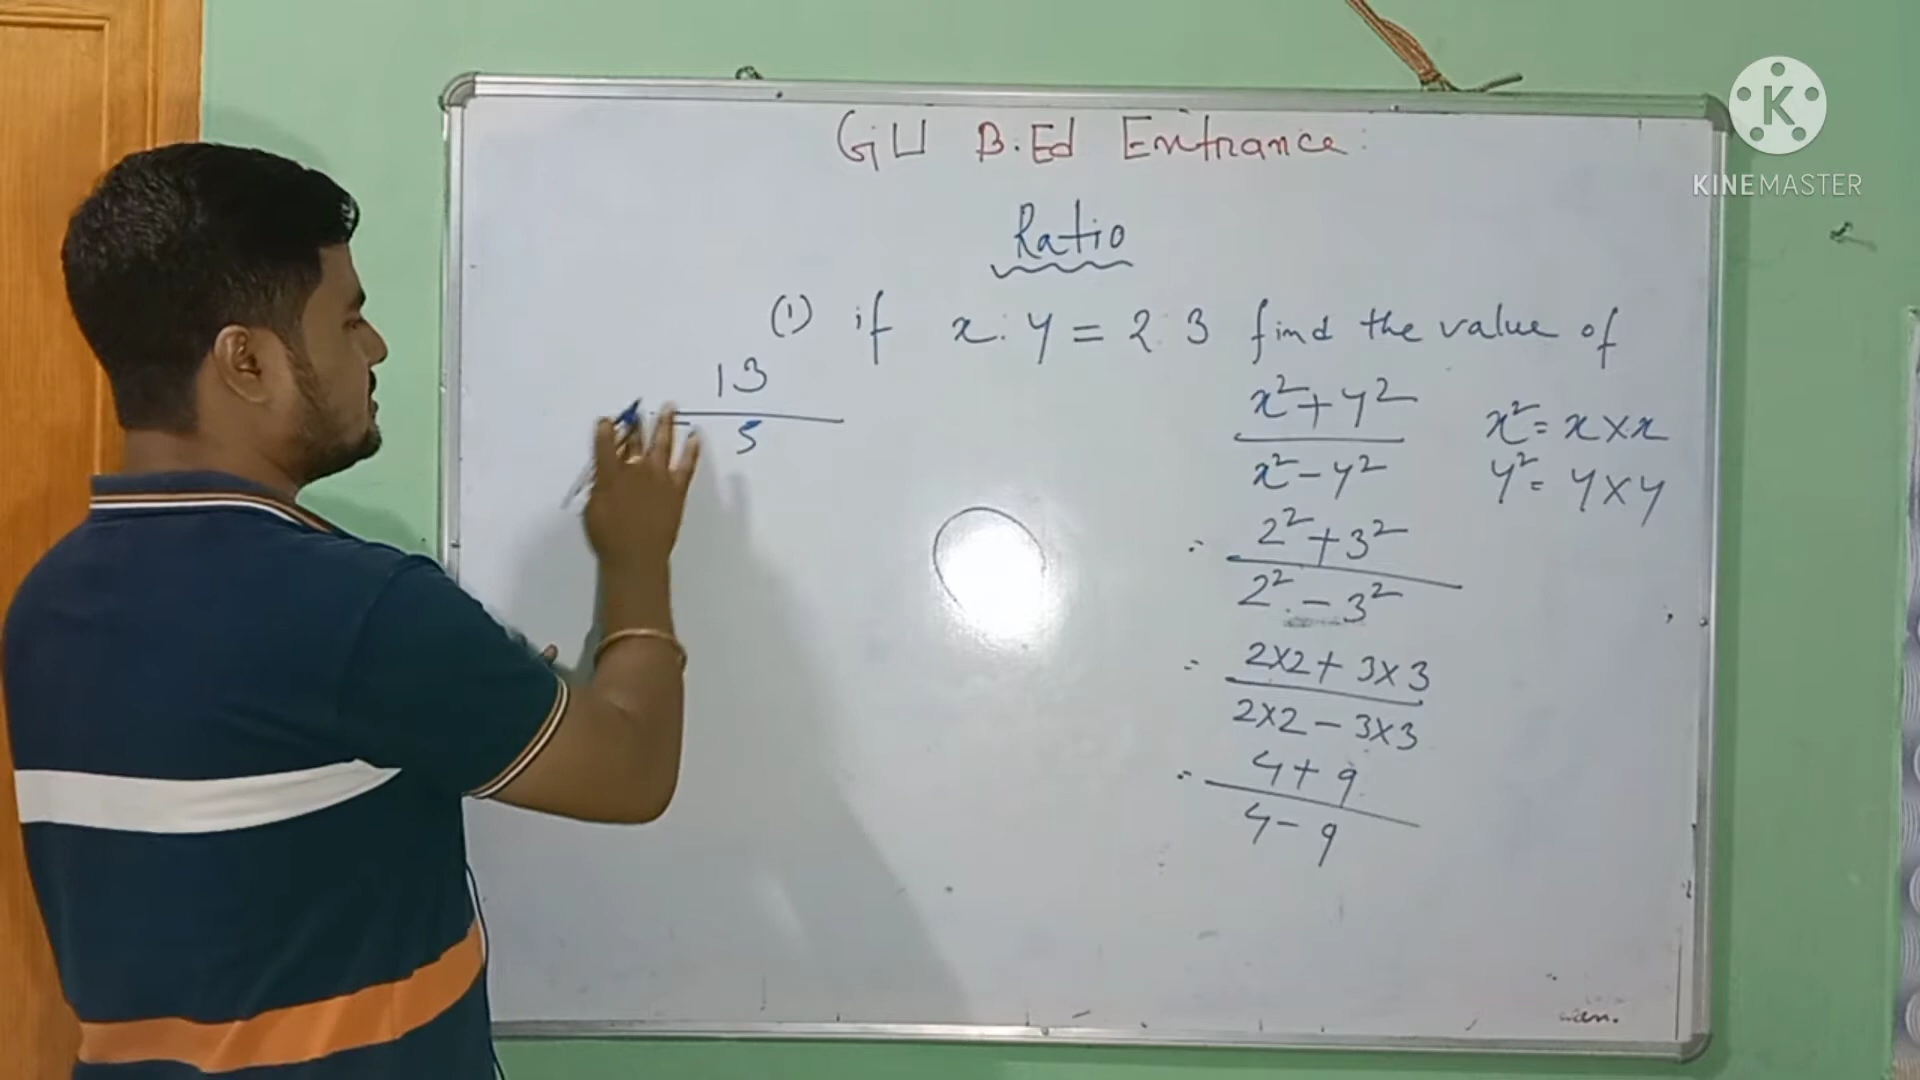 GU B.Ed Entrance
Ratio
(1) if x : y = 2 : 3 find the value of
x²+y²
x²-y²
x² = x×x
y² = y×y
= 2²+3²
2²-3²
= 2×2+3×3
2×2-3×3
= 4+9
4-9
13
- 5
K
KINEMASTER